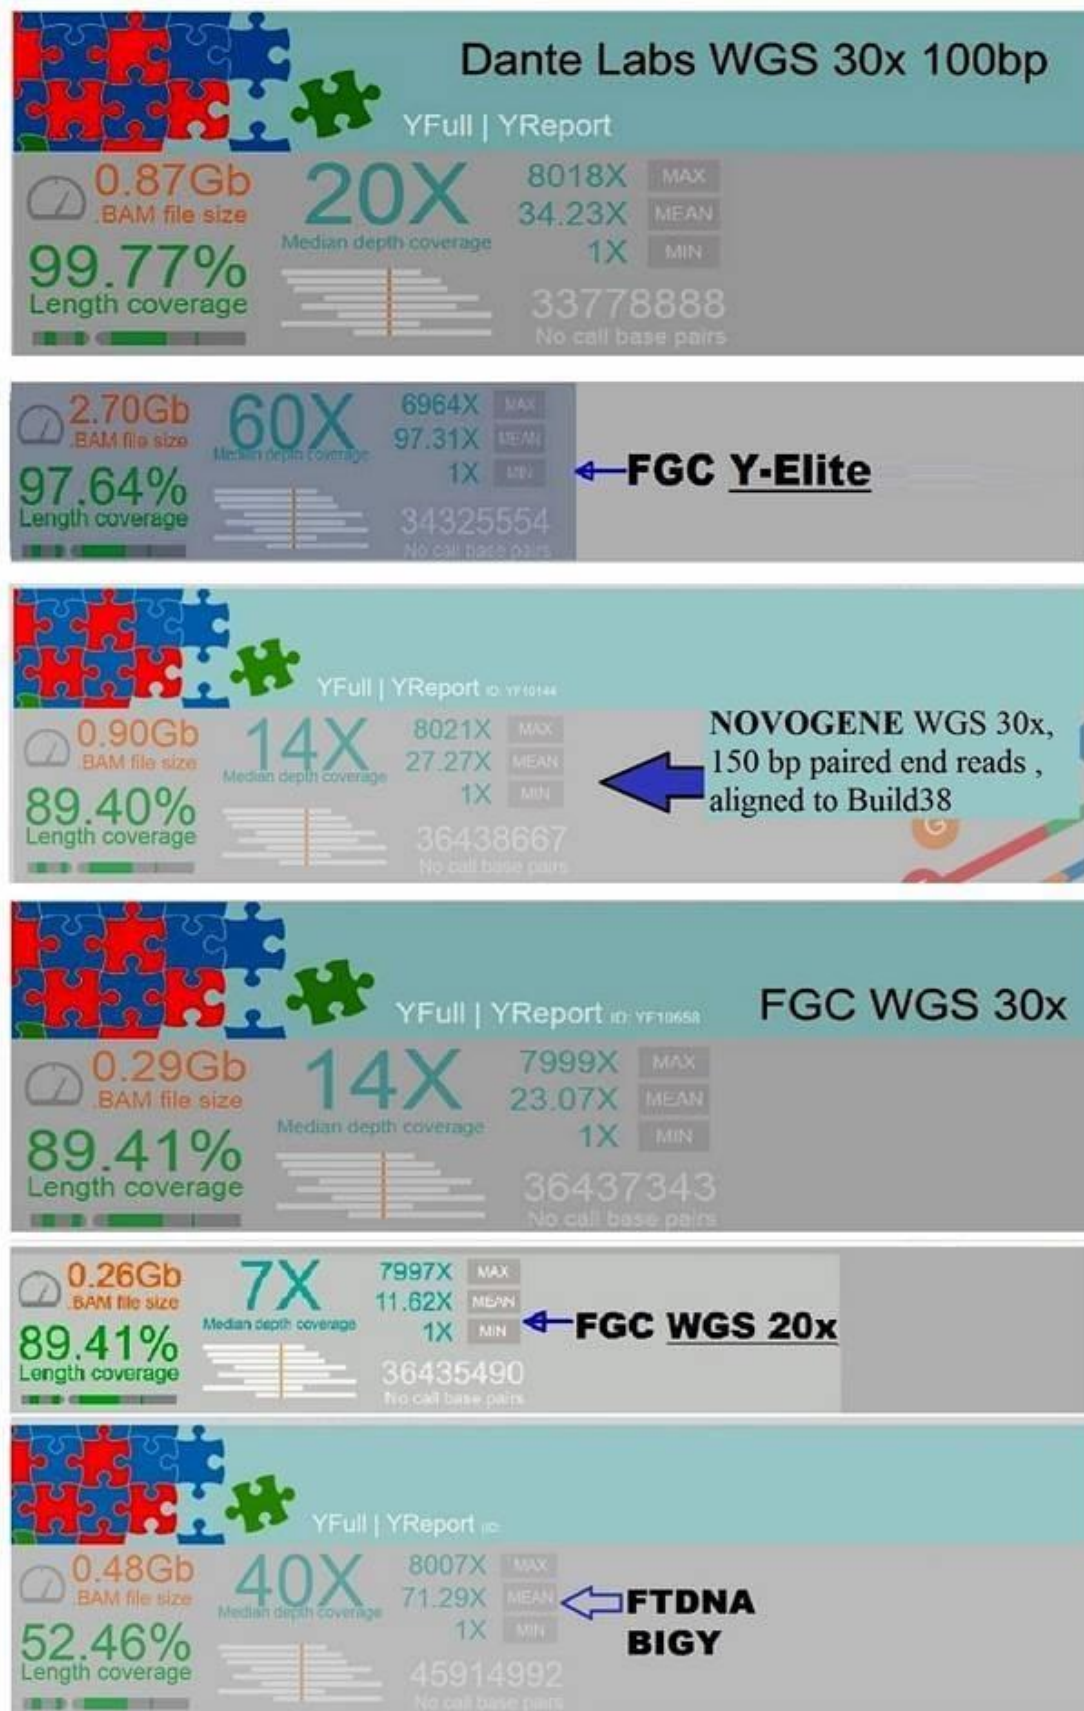 Dante Labs WGS 30x 100bp
YFull | YReport
0.87Gb
.BAM file size
99.77%
Length coverage
20X
Median depth coverage
8018X MAX
34.23X MEAN
1X MIN
33778888
No call base pairs
2.70Gb
.BAM file size
97.64%
Length coverage
60X
Median depth coverage
6964X MAX
97.31X MEAN
1X MIN
34325554
No call base pairs
FGC Y-Elite
YFull | YReport ID: YF10144
0.90Gb
.BAM file size
89.40%
Length coverage
14X
Median depth coverage
8021X MAX
27.27X MEAN
1X MIN
36438667
No call base pairs
NOVOGENE WGS 30x,
150 bp paired end reads ,
aligned to Build38
G
YFull | YReport ID: YF10658
FGC WGS 30x
0.29Gb
.BAM file size
89.41%
Length coverage
14X
Median depth coverage
7999X MAX
23.07X MEAN
1X MIN
36437343
No call base pairs
0.26Gb
.BAM file size
89.41%
Length coverage
7X
Median depth coverage
7997X MAX
11.62X MEAN
1X MIN
36435490
No call base pairs
FGC WGS 20x
YFull | YReport ID:
0.48Gb
.BAM file size
52.46%
Length coverage
40X
Median depth coverage
8007X MAX
71.29X MEAN
1X MIN
45914992
No call base pairs
FTDNA
BIGY